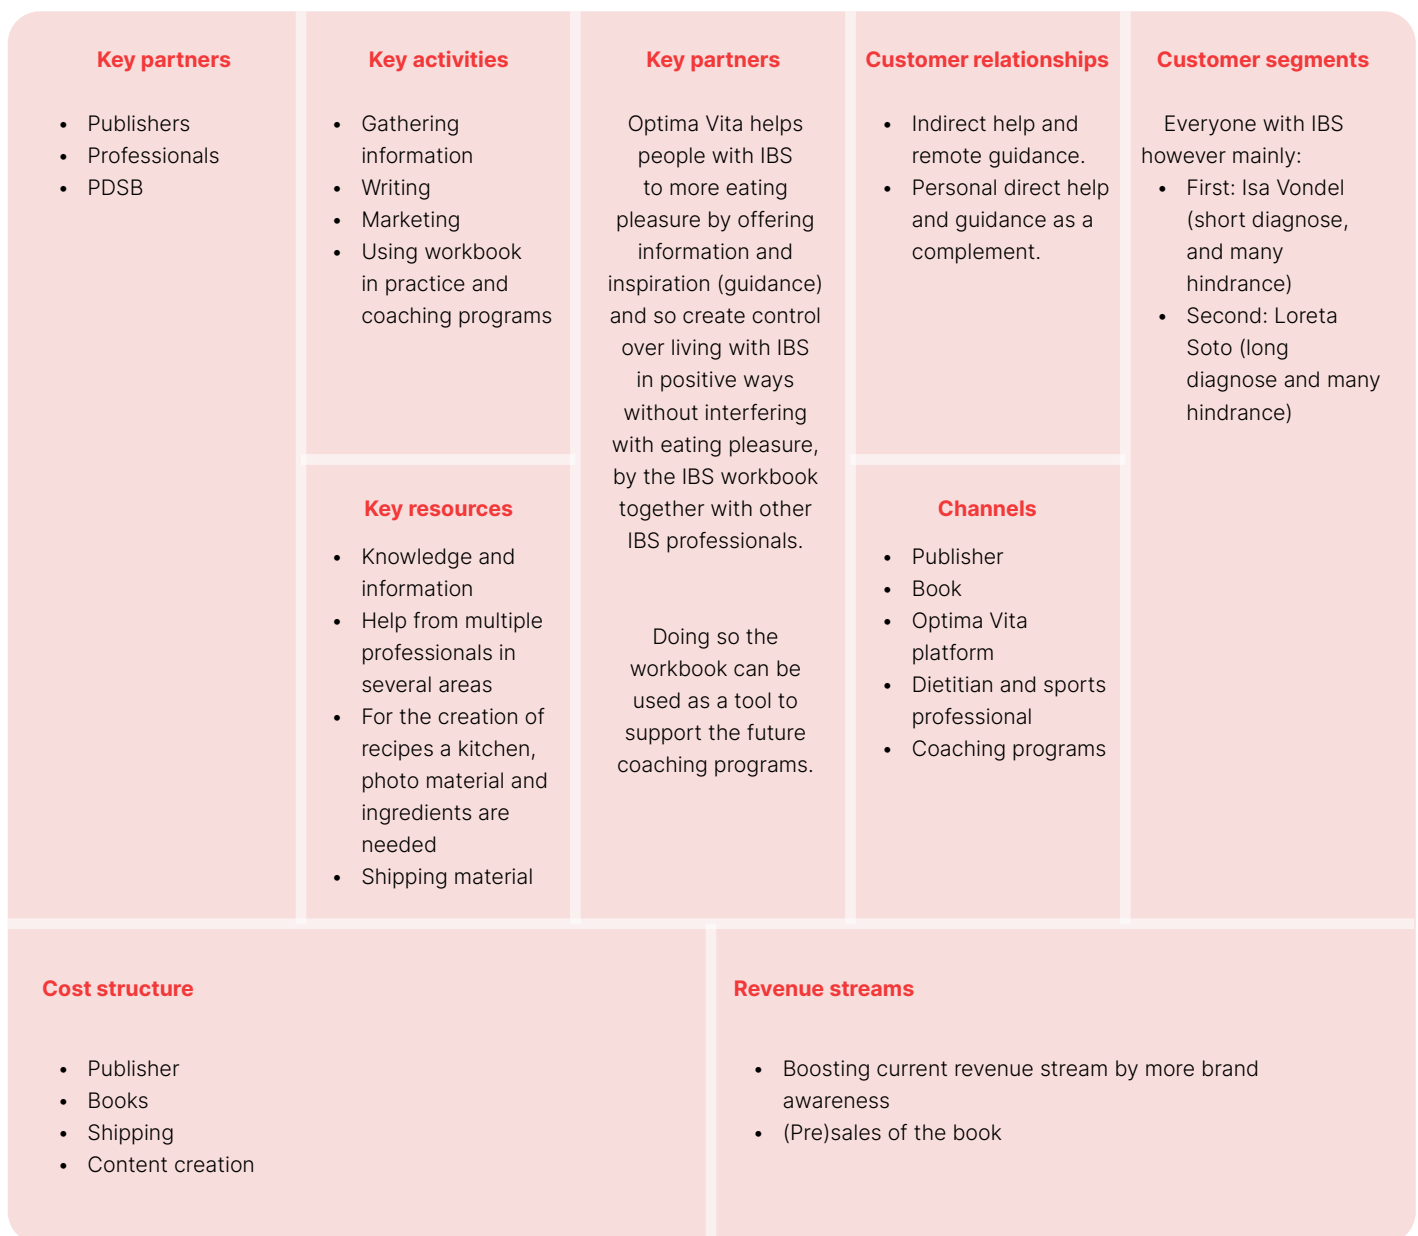 Key partners
• Publishers
• Professionals
• PDSB
Key activities
• Gathering
information
• Writing
• Marketing
• Using workbook
in practice and
coaching programs
Key resources
• Knowledge and
information
• Help from multiple
professionals in
several areas
• For the creation of
recipes a kitchen,
photo material and
ingredients are
needed
• Shipping material
Key partners
Optima Vita helps
people with IBS
to more eating
pleasure by offering
information and
inspiration (guidance)
and so create control
over living with IBS
in positive ways
without interfering
with eating pleasure,
by the IBS workbook
together with other
IBS professionals.
Doing so the
workbook can be
used as a tool to
support the future
coaching programs.
Customer relationships
• Indirect help and
remote guidance.
• Personal direct help
and guidance as a
complement.
Channels
• Publisher
• Book
• Optima Vita
platform
• Dietitian and sports
professional
• Coaching programs
Customer segments
Everyone with IBS
however mainly:
• First: Isa Vondel
(short diagnose,
and many
hindrance)
• Second: Loreta
Soto (long
diagnose and many
hindrance)
Cost structure
• Publisher
• Books
• Shipping
• Content creation
Revenue streams
• Boosting current revenue stream by more brand
awareness
• (Pre)sales of the book